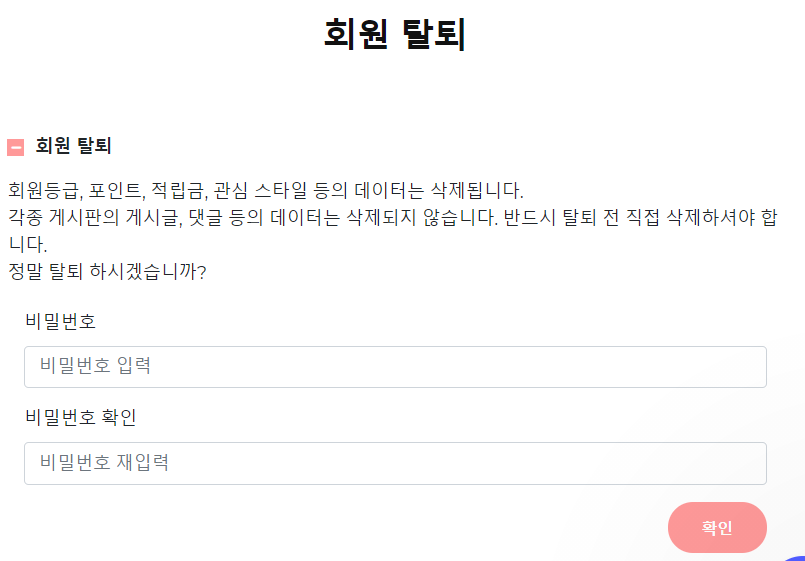 회원 탈퇴
회원 탈퇴
회원등급, 포인트, 적립금, 관심 스타일 등의 데이터는 삭제됩니다.
각종 게시판의 게시글, 댓글 등의 데이터는 삭제되지 않습니다. 반드시 탈퇴 전 직접 삭제하셔야 합
니다.
정말 탈퇴 하시겠습니까?
비밀번호
비밀번호 입력
비밀번호 확인
비밀번호 재입력
확인